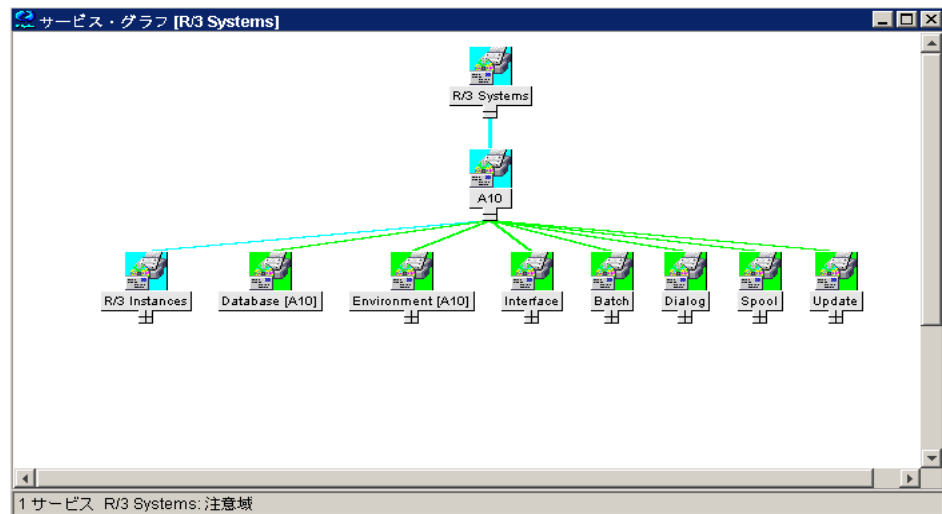 サービス・グラフ [R/3 Systems]
R/3 Systems
A10
R/3 Instances
Database [A10]
Environment [A10]
Interface
Batch
Dialog
Spool
Update
1 サービス R/3 Systems: 注意域